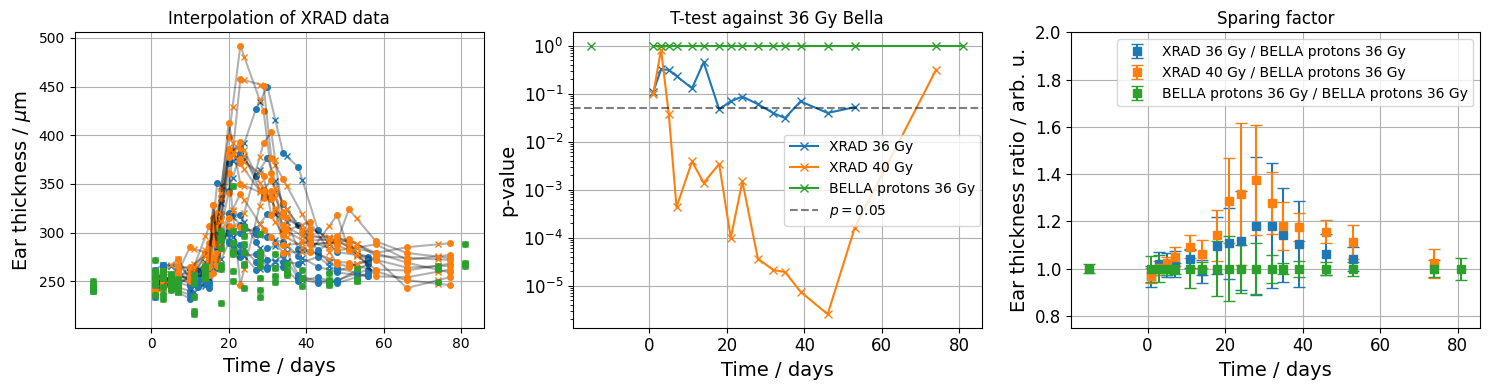 Interpolation of XRAD data
500
450
400
350
300
250
0
20
40
60
80
Ear thickness / μm
Time / days
T-test against 36 Gy Bella
10⁰
10⁻¹
10⁻²
10⁻³
10⁻⁴
10⁻⁵
0
20
40
60
80
p-value
Time / days
XRAD 36 Gy
XRAD 40 Gy
BELLA protons 36 Gy
p = 0.05
Sparing factor
2.0
1.8
1.6
1.4
1.2
1.0
0.8
0
20
40
60
80
Ear thickness ratio / arb. u.
Time / days
XRAD 36 Gy / BELLA protons 36 Gy
XRAD 40 Gy / BELLA protons 36 Gy
BELLA protons 36 Gy / BELLA protons 36 Gy